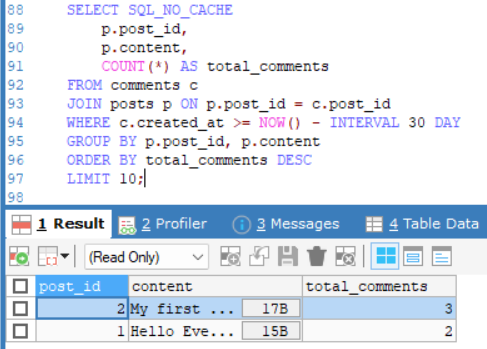 88 SELECT SQL_NO_CACHE
89 p.post_id,
90 p.content,
91 COUNT(*) AS total_comments
92 FROM comments c
93 JOIN posts p ON p.post_id = c.post_id
94 WHERE c.created_at >= NOW() - INTERVAL 30 DAY
95 GROUP BY p.post_id, p.content
96 ORDER BY total_comments DESC
97 LIMIT 10;
98
1 Result 2 Profiler 3 Messages 4 Table Data
(Read Only)
post_id content total_comments
2 My first ... 17B 3
1 Hello Eve... 15B 2